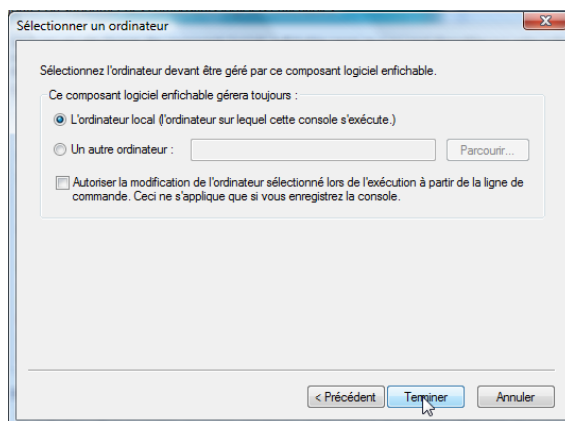 Sélectionner un ordinateur
Sélectionnez l'ordinateur devant être géré par ce composant logiciel enfichable.
Ce composant logiciel enfichable gérera toujours :
L'ordinateur local (l'ordinateur sur lequel cette console s'exécute.)
Un autre ordinateur :
Parcourir...
Autoriser la modification de l'ordinateur sélectionné lors de l'exécution à partir de la ligne de
commande. Ceci ne s'applique que si vous enregistrez la console.
< Précédent
Terminer
Annuler